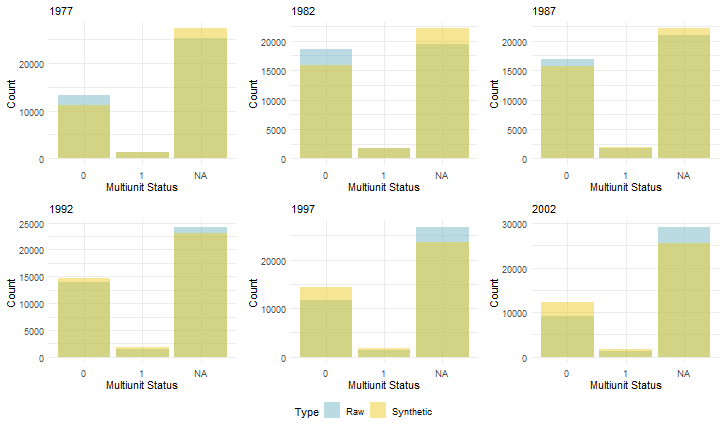 1977
Count
20000
10000
0
0 1 NA
Multiunit Status
1982
Count
20000
15000
10000
5000
0
0 1 NA
Multiunit Status
1987
Count
20000
15000
10000
5000
0
0 1 NA
Multiunit Status
1992
Count
25000
20000
15000
10000
5000
0
0 1 NA
Multiunit Status
1997
Count
20000
10000
0
0 1 NA
Multiunit Status
2002
Count
30000
20000
10000
0
0 1 NA
Multiunit Status
Type Raw Synthetic